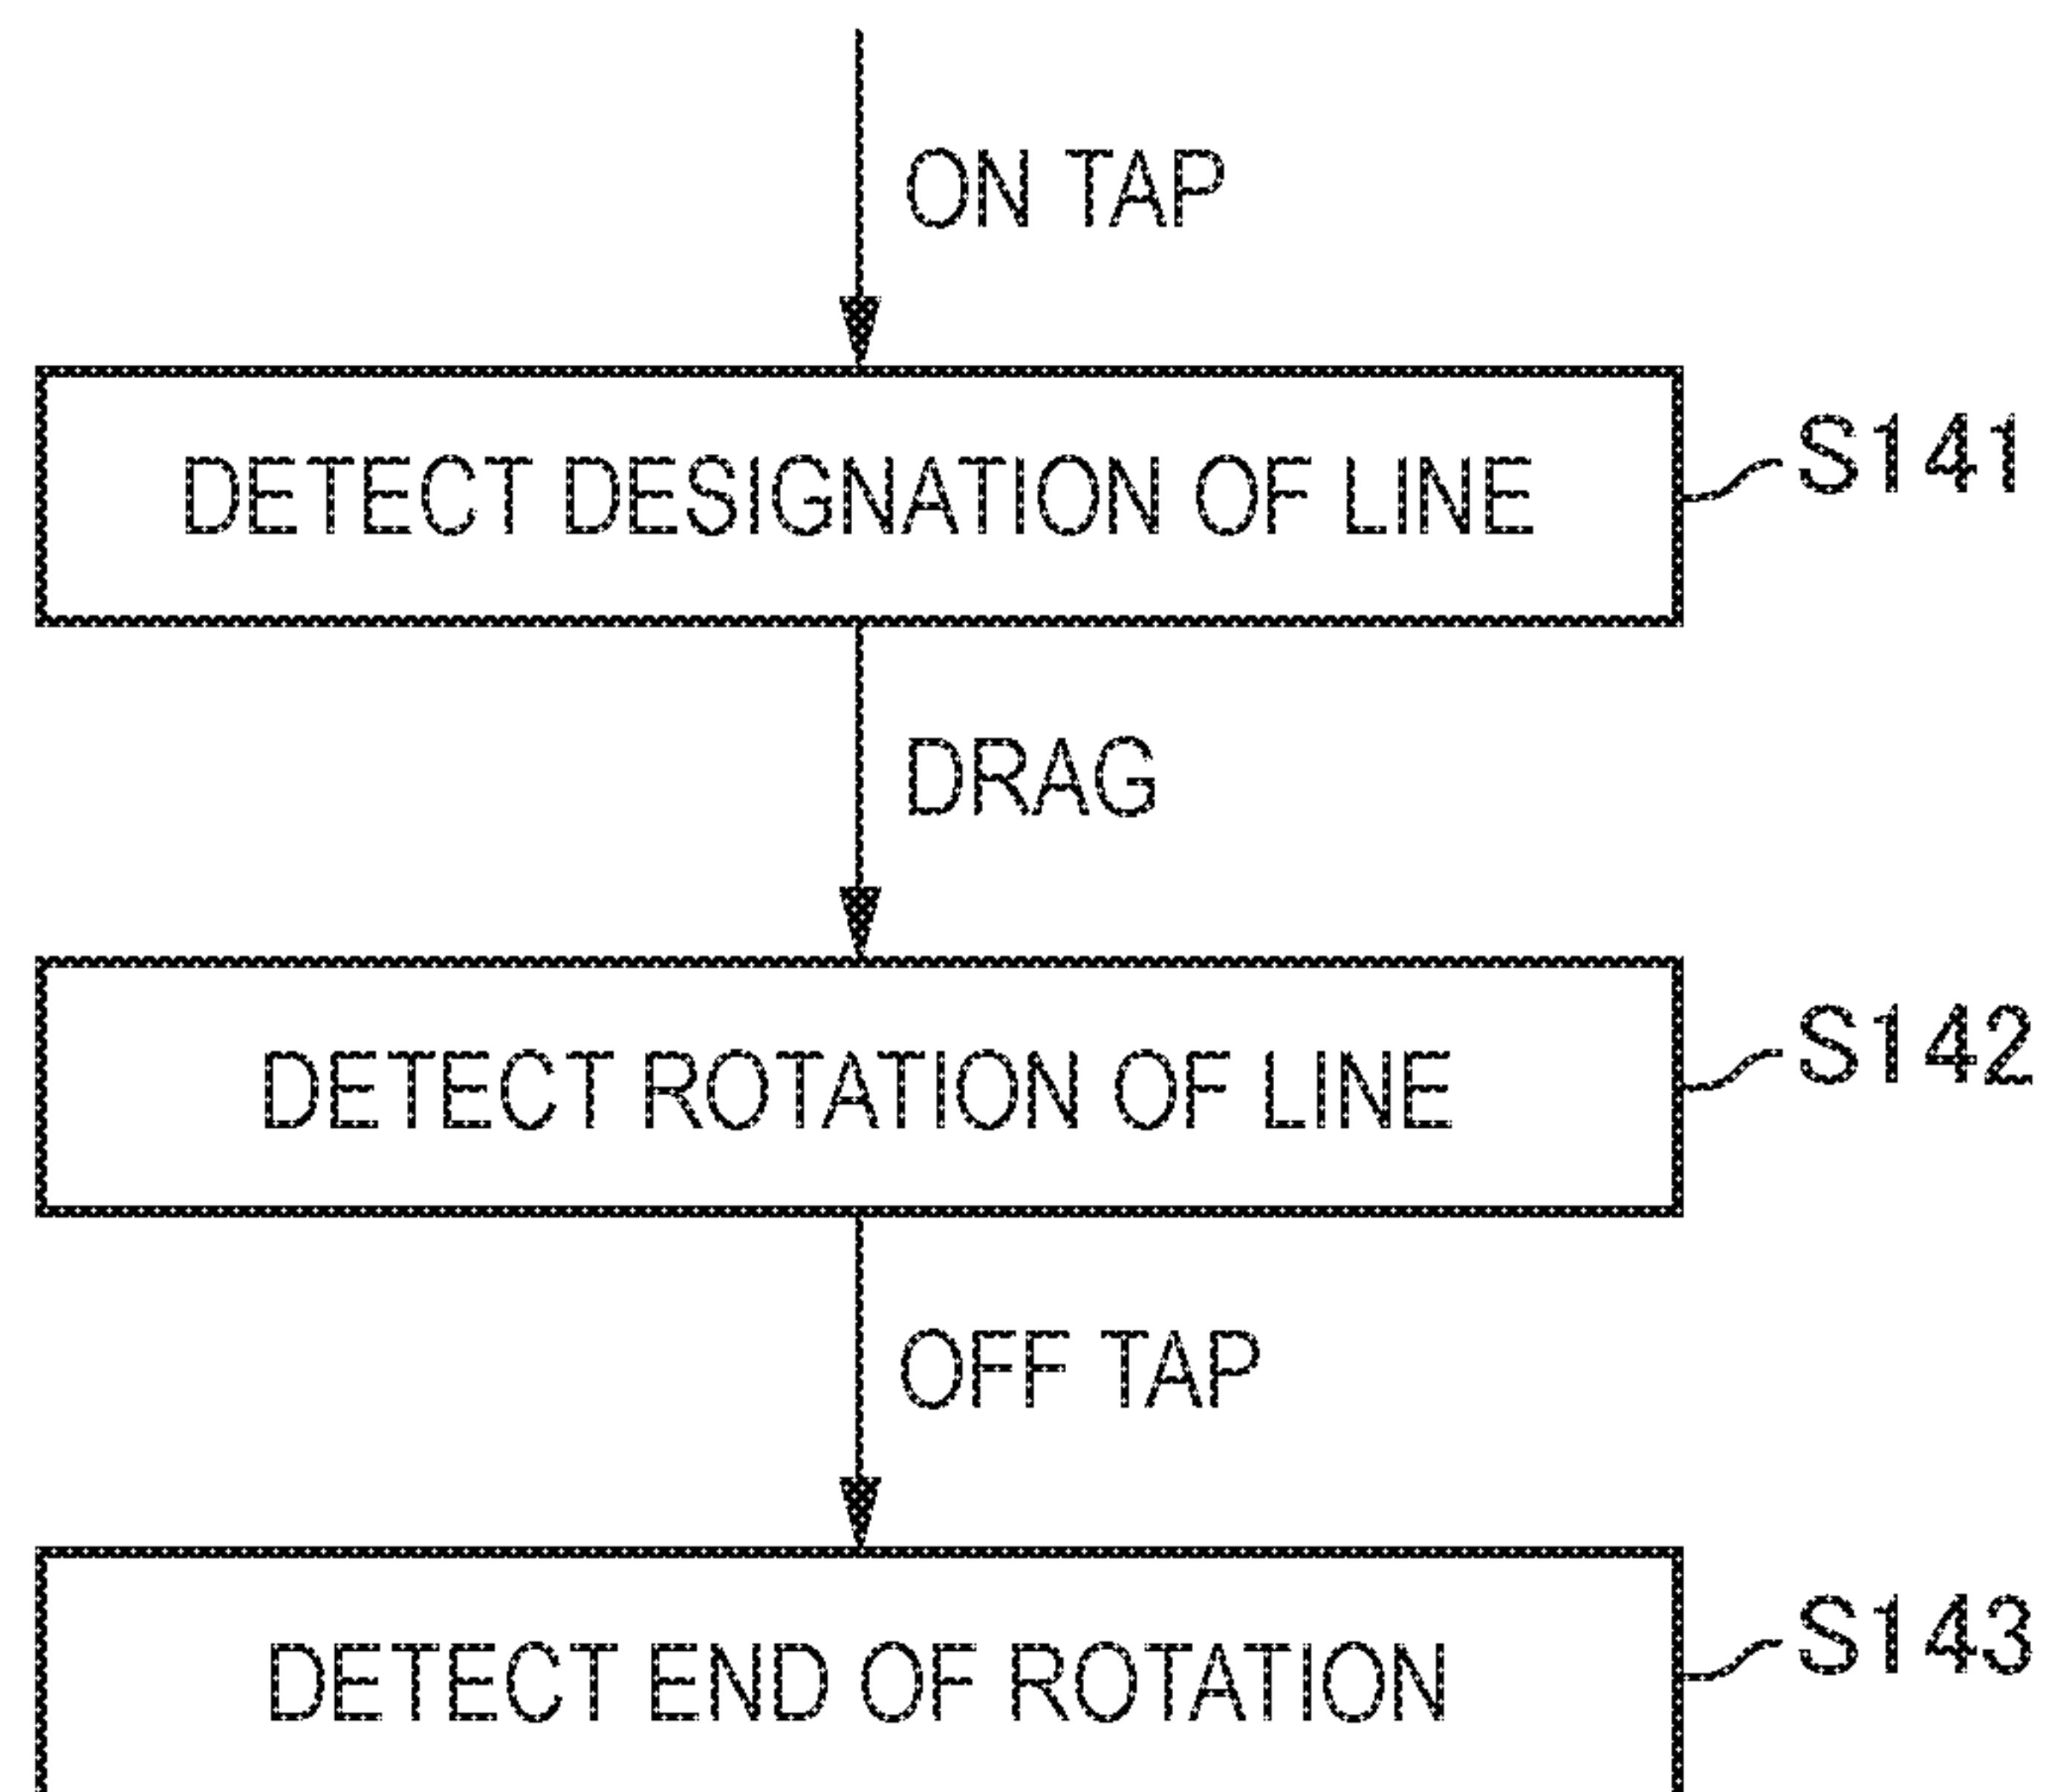 ON TAP
DETECT DESIGNATION OF LINE S141
DRAG
DETECT ROTATION OF LINE S142
OFF TAP
DETECT END OF ROTATION S143